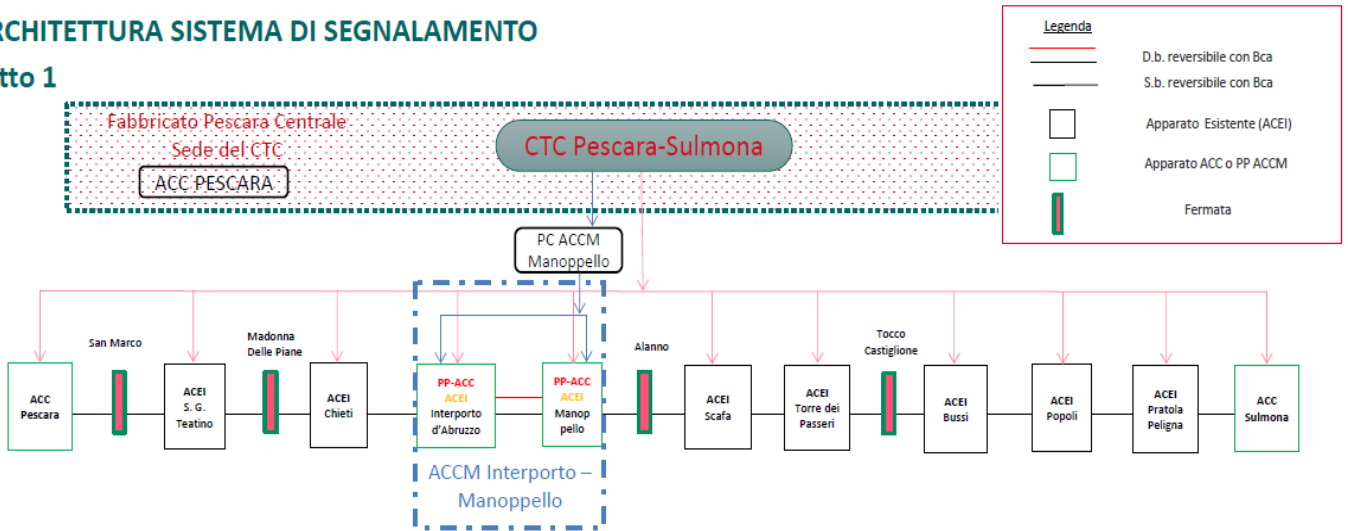 RCHITETTURA SISTEMA DI SEGNALAMENTO
tto 1
Legenda
D.b. reversibile con Bca
S.b. reversibile con Bca
Apparato Esistente (ACEI)
Apparato ACC o PP ACCM
Fermata
Fabbricato Pescara Centrale
Sede del CTC
ACC PESCARA
CTC Pescara-Sulmona
PC ACCM
Manoppello
ACC
Pescara
San Marco
ACEI
S. G.
Teatino
Madonna
Delle Piane
ACEI
Chieti
PP-ACC
ACEI
Interporto
d'Abruzzo
PP-ACC
ACEI
Manop
pello
Alanno
ACEI
Scafa
ACEI
Torre dei
Passeri
Tocco
Castiglione
ACEI
Bussi
ACEI
Popoli
ACEI
Pratola
Peligna
ACC
Sulmona
ACCM Interporto –
Manoppello